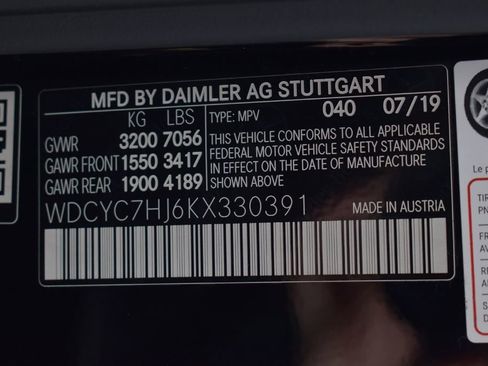 MFD BY DAIMLER AG STUTTGART
KG LBS
GVWR 3200 7056
GAWR FRONT 1550 3417
GAWR REAR 1900 4189
TYPE: MPV 040 07/19
THIS VEHICLE CONFORMS TO ALL APPLICABLE
FEDERAL MOTOR VEHICLE SAFETY STANDARDS
IN EFFECT ON THE DATE OF MANUFACTURE
SHOWN ABOVE.
WDCYC7HJ6KX330391 MADE IN AUSTRIA
Le p